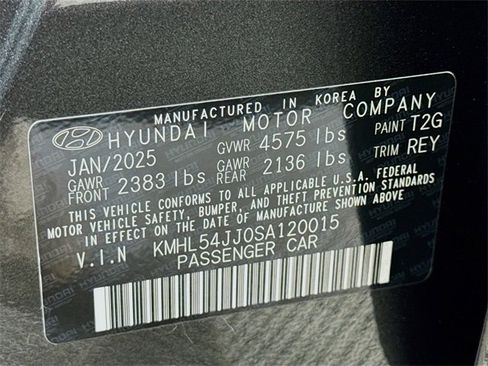 MANUFACTURED IN KOREA BY
HYUNDAI MOTOR COMPANY
JAN/2025 GVWR 4575 lbs PAINT T2G
GAWR FRONT 2383 lbs GAWR REAR 2136 lbs TRIM REY
THIS VEHICLE CONFORMS TO ALL APPLICABLE U.S.A. FEDERAL
MOTOR VEHICLE SAFETY, BUMPER, AND THEFT PREVENTION STANDARDS
IN EFFECT ON THE DATE OF MANUFACTURE SHOWN ABOVE.
V.I.N KMHL54JJ0SA120015
PASSENGER CAR